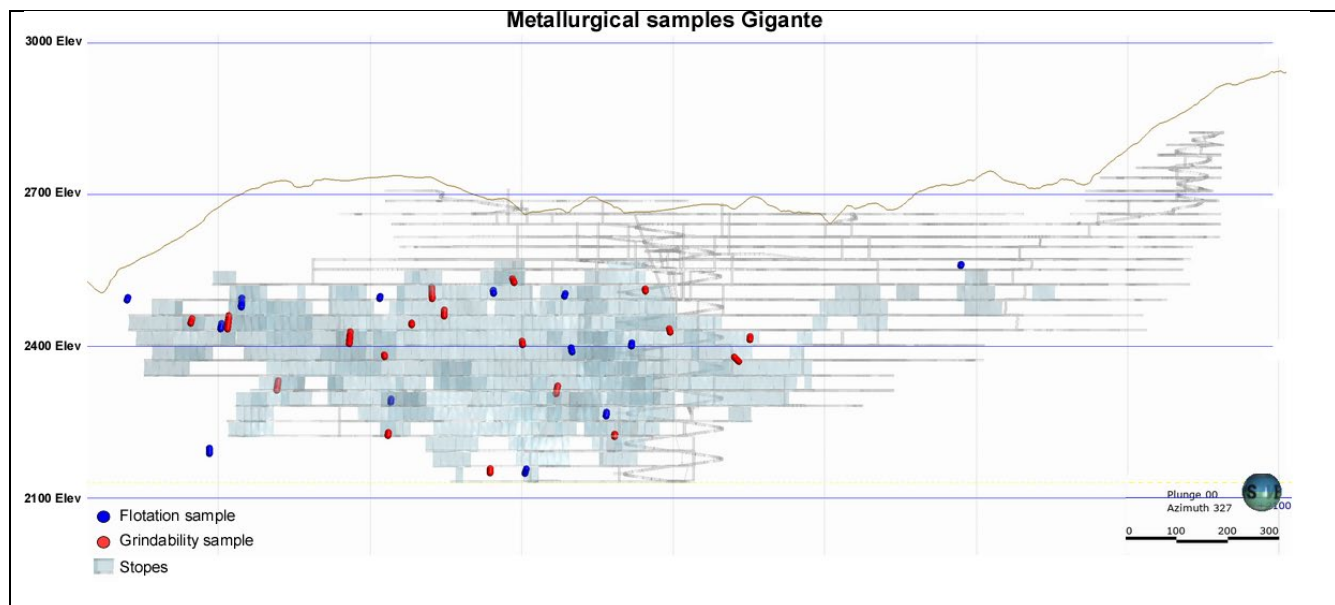 Metallurgical samples Gigante
3000 Elev
2700 Elev
2400 Elev
2100 Elev
Flotation sample
Grindability sample
Stopes
Plunge 00
Azimuth 327
S
100
0 100 200 300